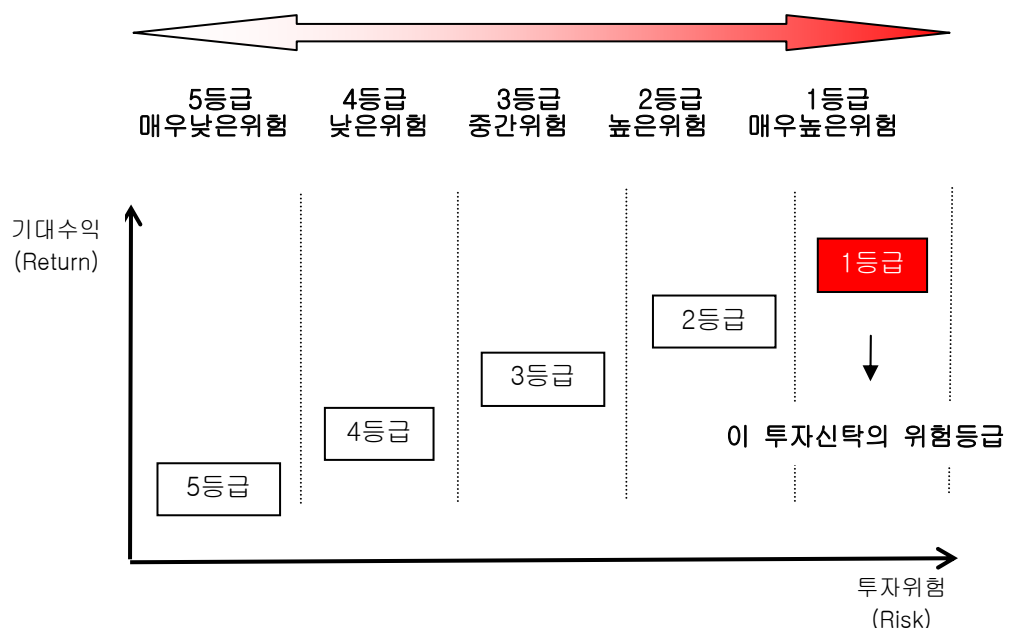 5등급 4등급 3등급 2등급 1등급
매우낮은위험 낮은위험 중간위험 높은위험 매우높은위험
기대수익
(Return)
1등급
2등급
3등급
4등급
이 투자신탁의 위험등급
5등급
투자위험
(Risk)